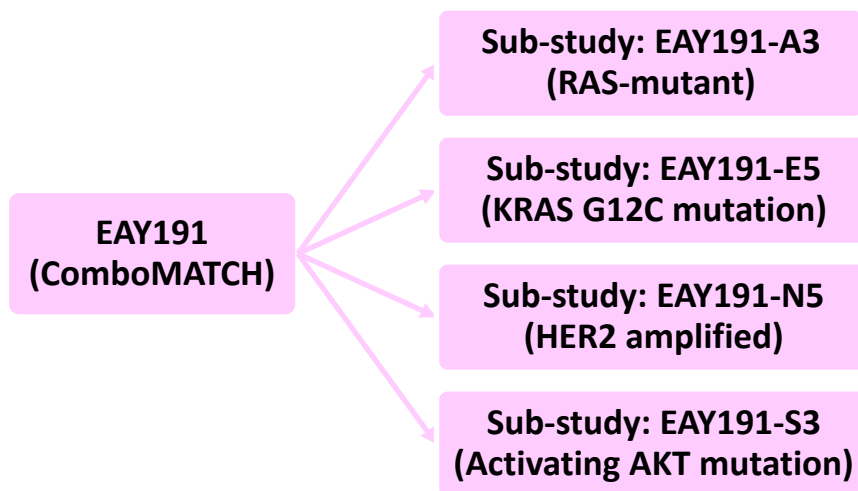 Sub-study: EAY191-A3
(RAS-mutant)
Sub-study: EAY191-E5
(KRAS G12C mutation)
EAY191
(ComboMATCH)
Sub-study: EAY191-N5
(HER2 amplified)
Sub-study: EAY191-S3
(Activating AKT mutation)